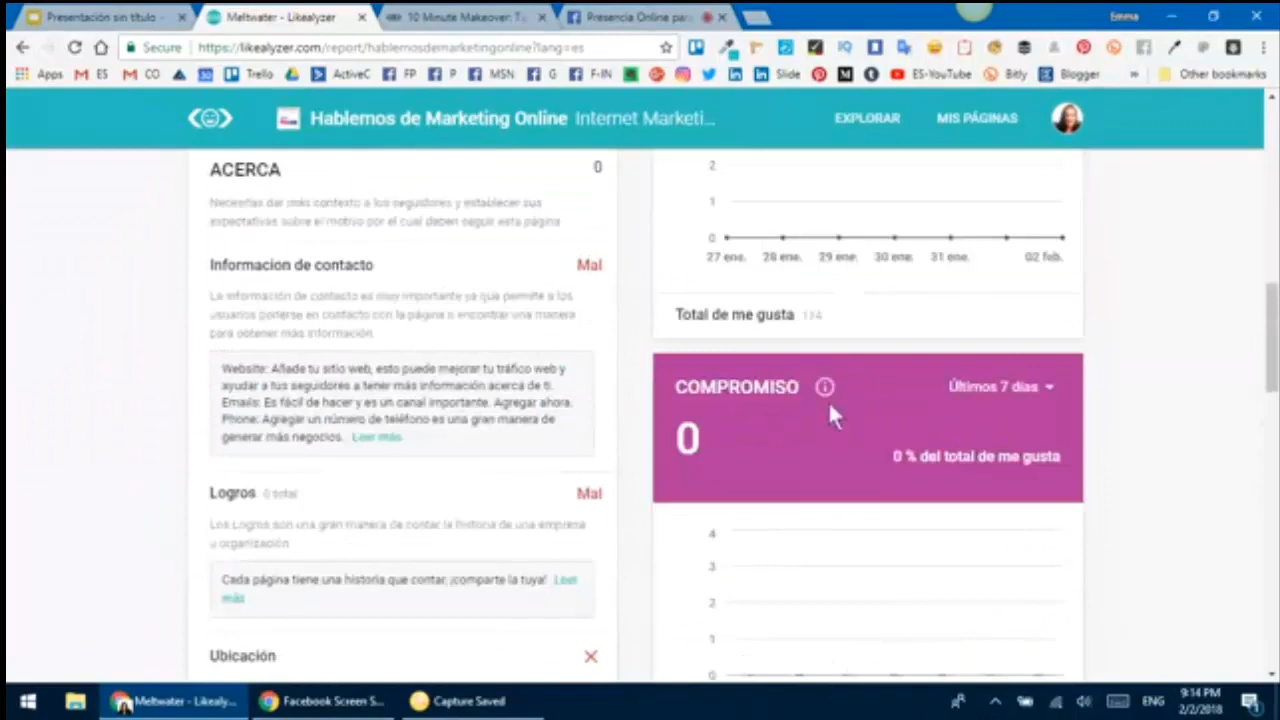 Presentación sin título -
Meltwater - Likealyzer
10 Minute Makeover: T
Presencia Online par
Emma
Secure
https://likealyzer.com/report/hablemosdemarketingonline?lang=es
Apps
ES
CO
Trello
ActiveC
FP
P
MSN
G
F-IN
Slide
ES-YouTube
Bitly
Blogger
»
Other bookmarks
Hablemos de Marketing Online Internet Marketi...
EXPLORAR
MIS PÁGINAS
ACERCA 0
Necesitas dar más contexto a los seguidores y establecer sus
expectativas sobre el motivo por el cual deben seguir esta página
Informacion de contacto Mal
La información de contacto es muy importante ya que permite a los
usuarios ponerse en contacto con la página o encontrar una manera
para obtener más información.
Website: Añade tu sitio web, esto puede mejorar tu tráfico web y
ayudar a tus seguidores a tener más información acerca de ti.
Emails: Es fácil de hacer y es un canal importante. Agregar ahora.
Phone: Agregar un número de teléfono es una gran manera de
generar más negocios. Leer más
Logros 0 total Mal
Los Logros son una gran manera de contar la historia de una empresa
u organización
Cada página tiene una historia que contar, ¡comparte la tuya! Leer
más
Ubicación
2
1
0
27 ene. 28 ene. 29 ene. 30 ene. 31 ene. 02 feb.
Total de me gusta 134
COMPROMISO
Últimos 7 días
0
0 % del total de me gusta
4
3
2
1
0
Meltwater - Likealy...
Facebook Screen S...
Capture Saved
ENG
9:14 PM
2/2/2018